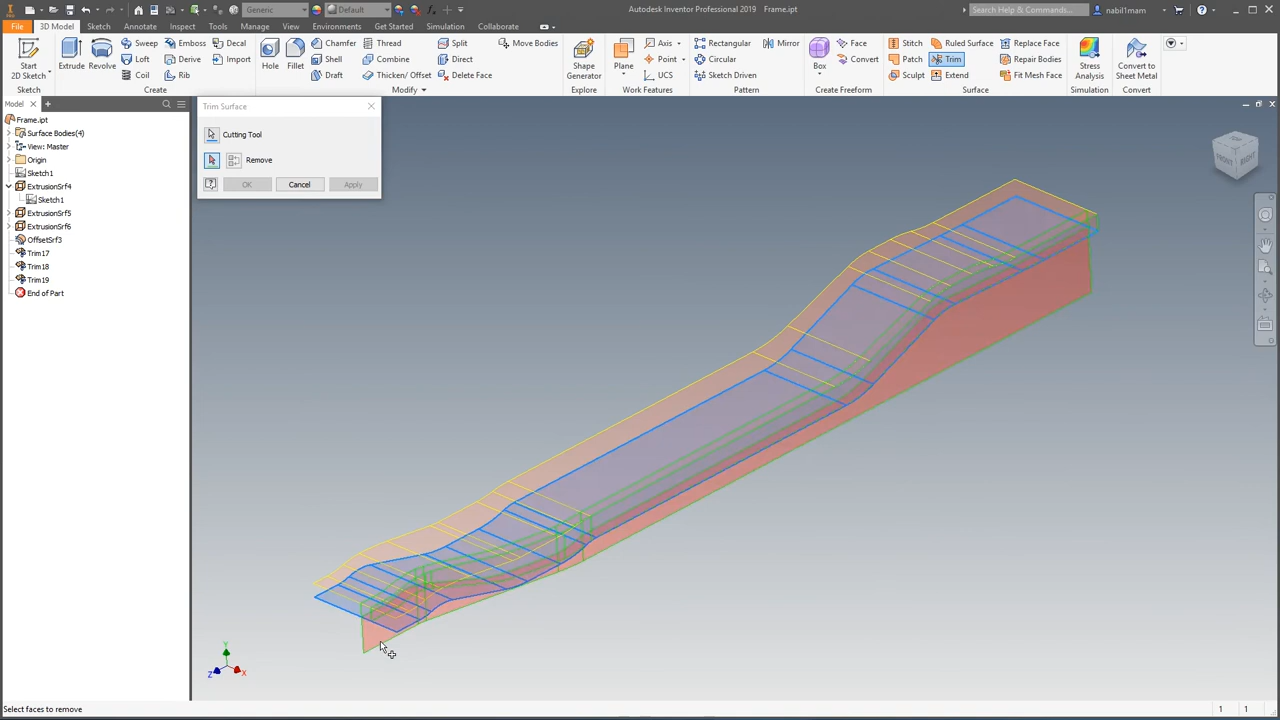 Autodesk Inventor Professional 2019 Frame.ipt
Generic
Default
Search Help & Commands...
nabil1mam
File
3D Model
Sketch
Annotate
Inspect
Tools
Manage
View
Environments
Get Started
Simulation
Collaborate
Start
2D Sketch
Sketch
Extrude
Revolve
Sweep
Loft
Coil
Emboss
Derive
Rib
Decal
Import
Create
Hole
Fillet
Chamfer
Shell
Draft
Thread
Combine
Thicken/ Offset
Split
Direct
Delete Face
Move Bodies
Modify
Shape
Generator
Explore
Plane
Axis
Point
UCS
Work Features
Rectangular
Circular
Sketch Driven
Mirror
Pattern
Box
Face
Convert
Create Freeform
Stitch
Patch
Sculpt
Ruled Surface
Trim
Extend
Replace Face
Repair Bodies
Fit Mesh Face
Surface
Stress
Analysis
Simulation
Convert to
Sheet Metal
Convert
Model
Frame.ipt
Surface Bodies(4)
View: Master
Origin
Sketch1
ExtrusionSrf4
Sketch1
ExtrusionSrf5
ExtrusionSrf6
OffsetSrf3
Trim17
Trim18
Trim19
End of Part
Trim Surface
Cutting Tool
Remove
OK
Cancel
Apply
FRONT
RIGHT
Y
Z
X
Select faces to remove
1
1